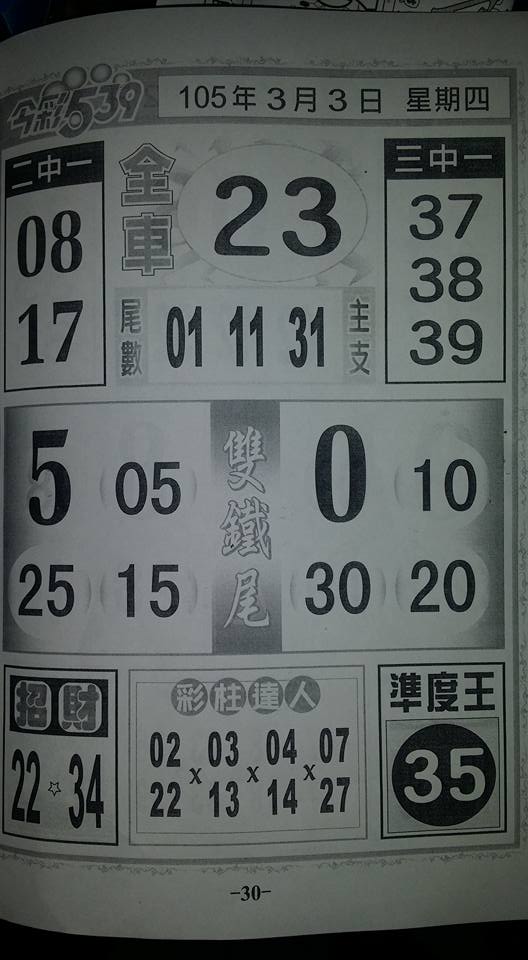 今彩539
105年3月3日 星期四
二中一
08
17
全車
23
尾數
01 11 31
主支
三中一
37
38
39
5 05
25 15
雙鐵尾
0 10
30 20
招財
22☆34
彩柱達人
02 03 04 07
x x x
22 13 14 27
準度王
35
-30-